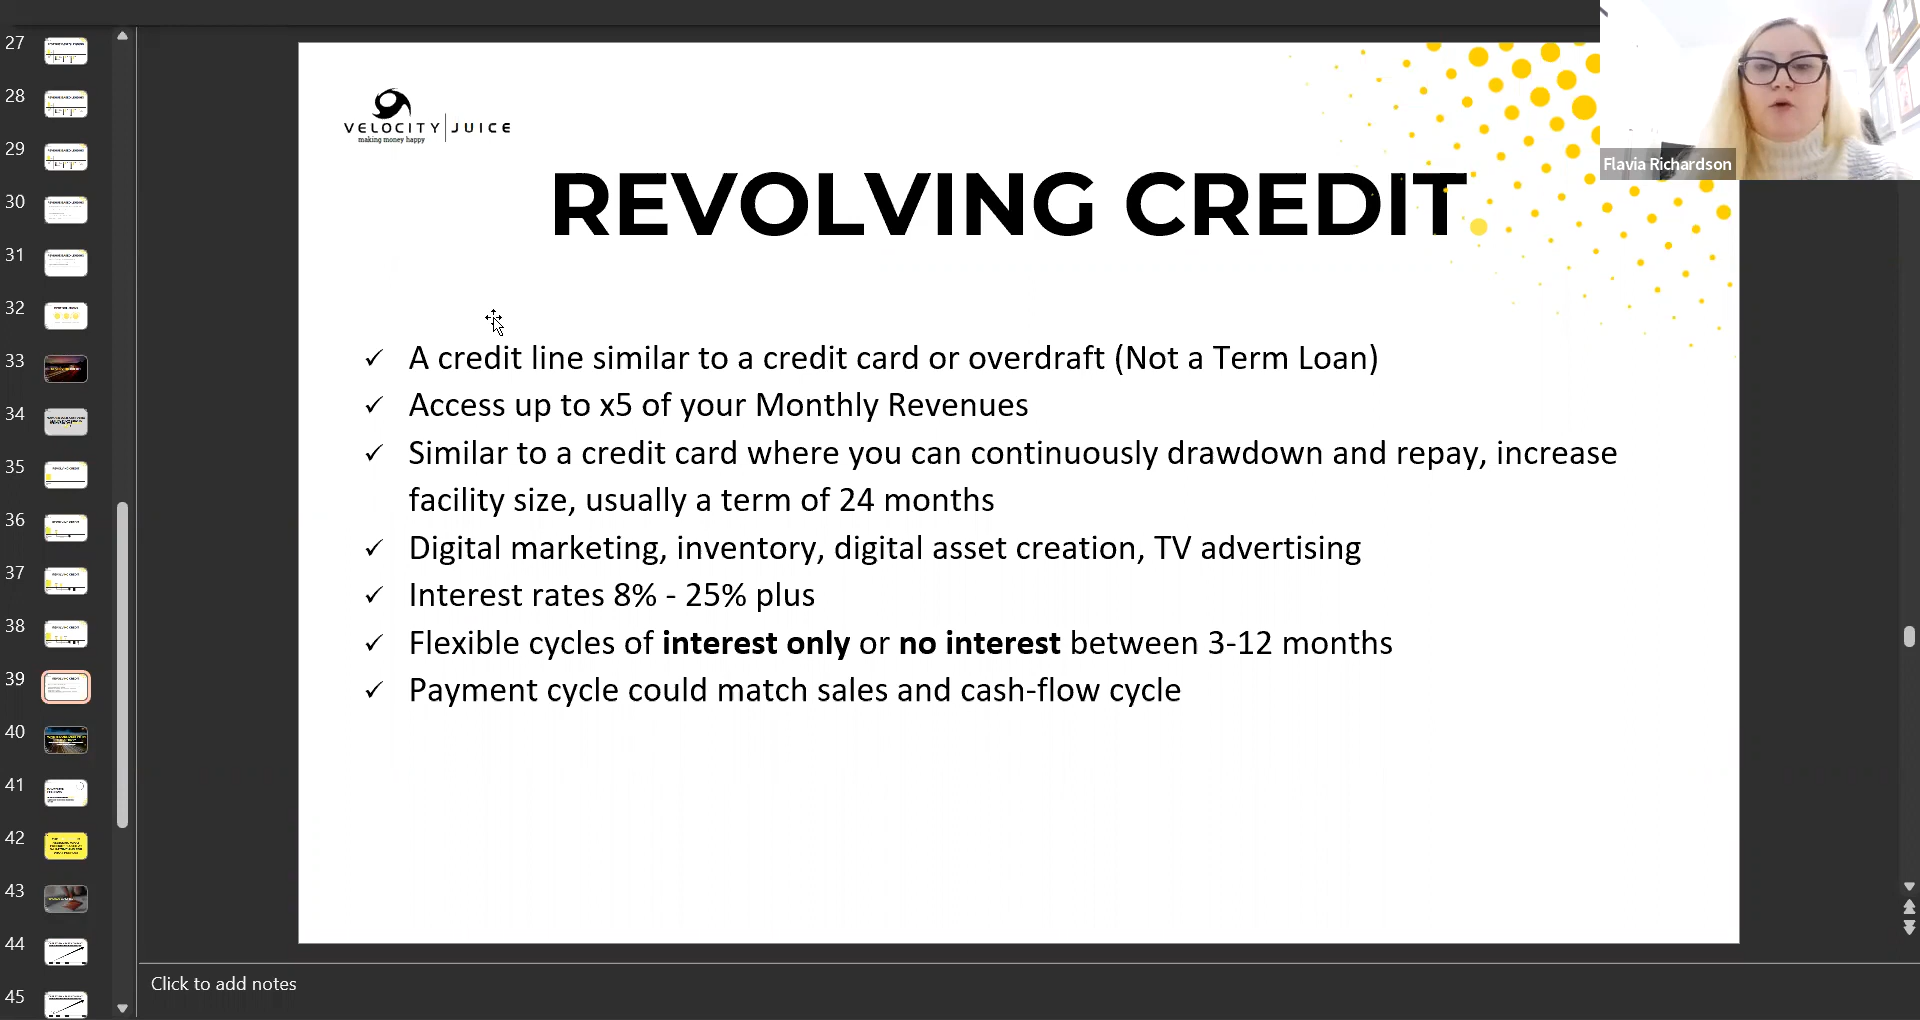 27
28
29
30
31
32
33
34
35
36
37
38
39
40
41
42
43
44
45
VELOCITY JUICE
making money happy
REVOLVING CREDIT
✓ A credit line similar to a credit card or overdraft (Not a Term Loan)
✓ Access up to x5 of your Monthly Revenues
✓ Similar to a credit card where you can continuously drawdown and repay, increase
facility size, usually a term of 24 months
✓ Digital marketing, inventory, digital asset creation, TV advertising
✓ Interest rates 8% - 25% plus
✓ Flexible cycles of interest only or no interest between 3-12 months
✓ Payment cycle could match sales and cash-flow cycle
Flavia Richardson
Click to add notes